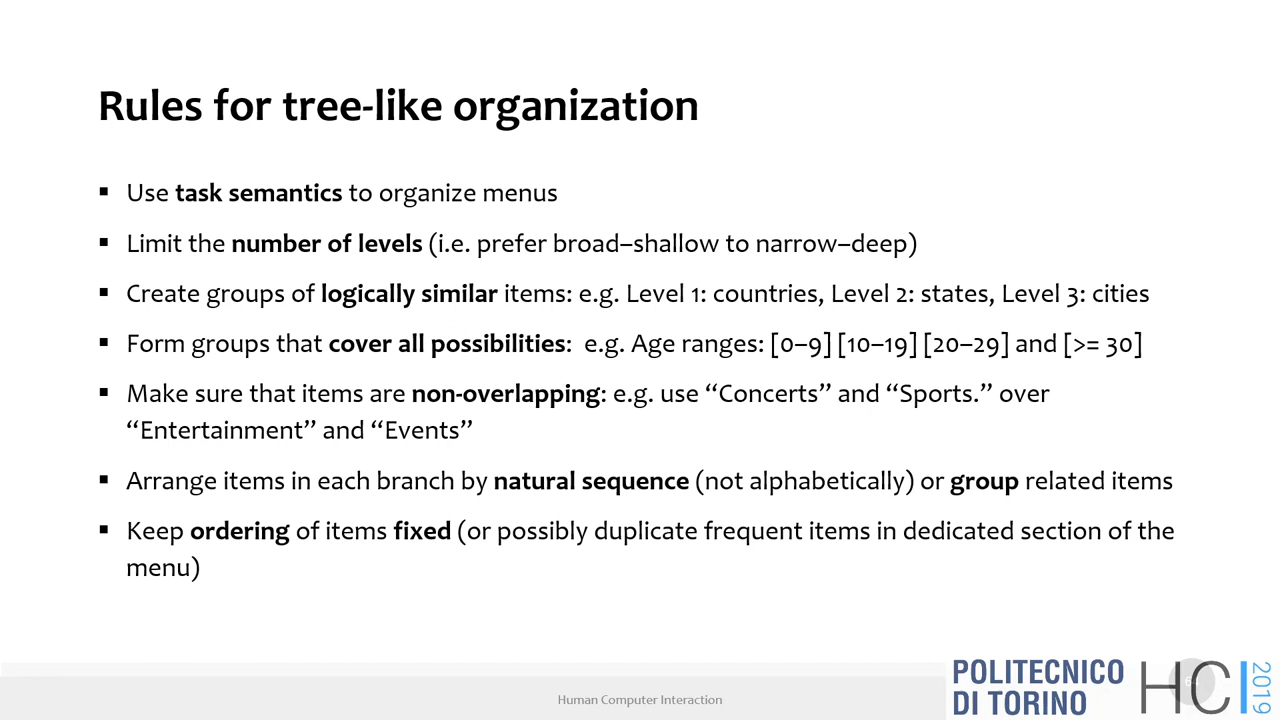 Rules for tree-like organization
▪ Use task semantics to organize menus
▪ Limit the number of levels (i.e. prefer broad–shallow to narrow–deep)
▪ Create groups of logically similar items: e.g. Level 1: countries, Level 2: states, Level 3: cities
▪ Form groups that cover all possibilities:  e.g. Age ranges: [0–9] [10–19] [20–29] and [>= 30]
▪ Make sure that items are non-overlapping: e.g. use “Concerts” and “Sports.” over
“Entertainment” and “Events”
▪ Arrange items in each branch by natural sequence (not alphabetically) or group related items
▪ Keep ordering of items fixed (or possibly duplicate frequent items in dedicated section of the
menu)
Human Computer Interaction
POLITECNICO
DI TORINO
HCI
2019